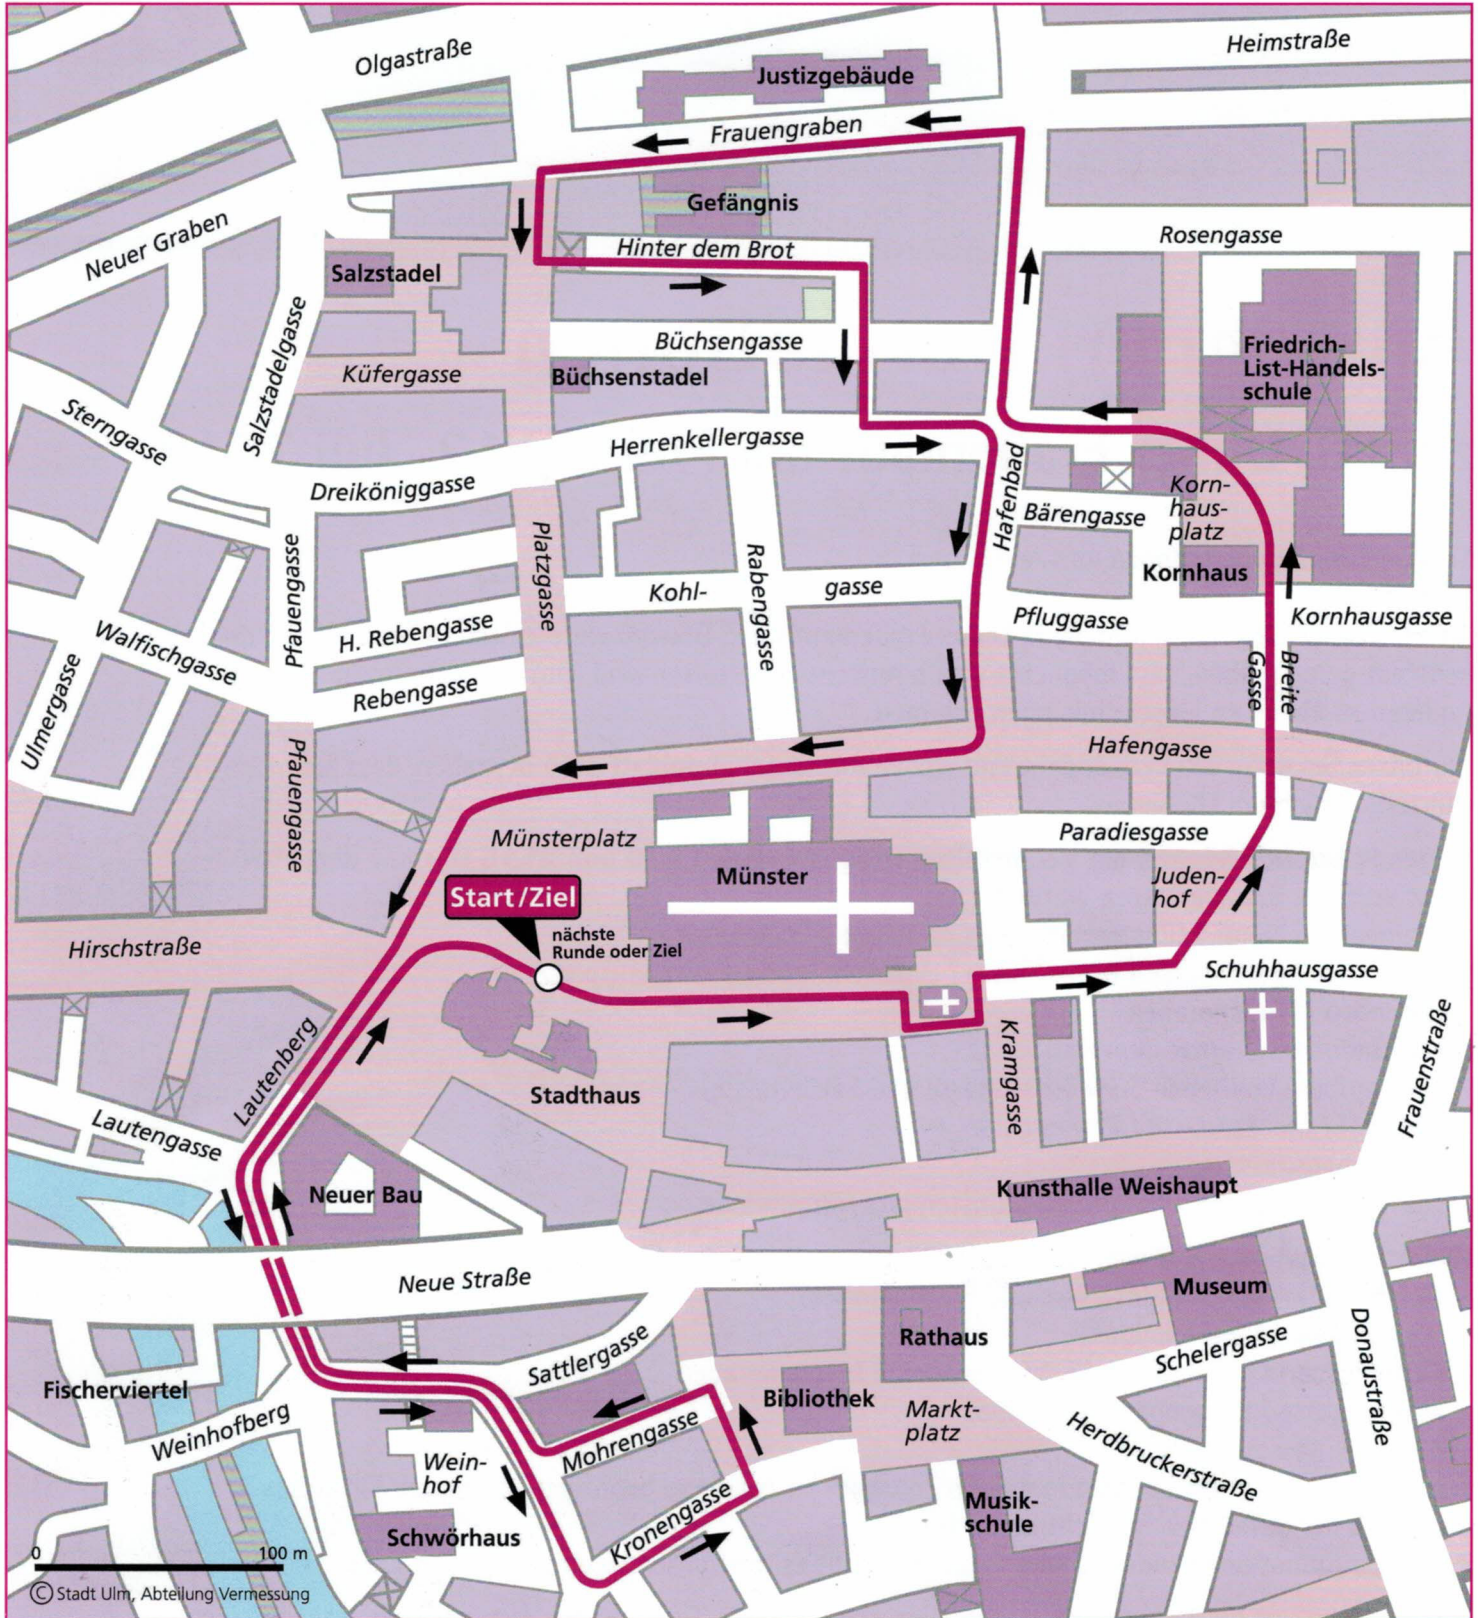 Olgastraße
Heimstraße
Justizgebäude
Frauengraben
Gefängnis
Neuer Graben
Rosengasse
Hinter dem Brot
Salzstadel
Salzstadelgasse
Büchsengasse
Friedrich-
List-Handels-
schule
Küfergasse
Büchsenstadel
Sterngasse
Herrenkellergasse
Dreiköniggasse
Hafenbad
Korn-
haus-
platz
Bärengasse
Platzgasse
Pfauengasse
Rabengasse
Kornhaus
Kohl-
gasse
H. Rebengasse
Pfluggasse
Kornhausgasse
Walfischgasse
Ulmergasse
Rebengasse
Breite
Gasse
Hafengasse
Pfauengasse
Münsterplatz
Paradiesgasse
Münster
Juden-
hof
Start/Ziel
nächste
Runde oder Ziel
Hirschstraße
Schuhhausgasse
Lautenberg
Kramgasse
Frauenstraße
Stadthaus
Lautengasse
Neuer Bau
Kunsthalle Weishaupt
Neue Straße
Museum
Rathaus
Sattlergasse
Schelergasse
Donaustraße
Fischerviertel
Bibliothek
Markt-
platz
Weinhofberg
Mohrengasse
Herdbruckerstraße
Wein-
hof
Kronengasse
Musik-
schule
Schwörhaus
0 100 m
© Stadt Ulm, Abteilung Vermessung